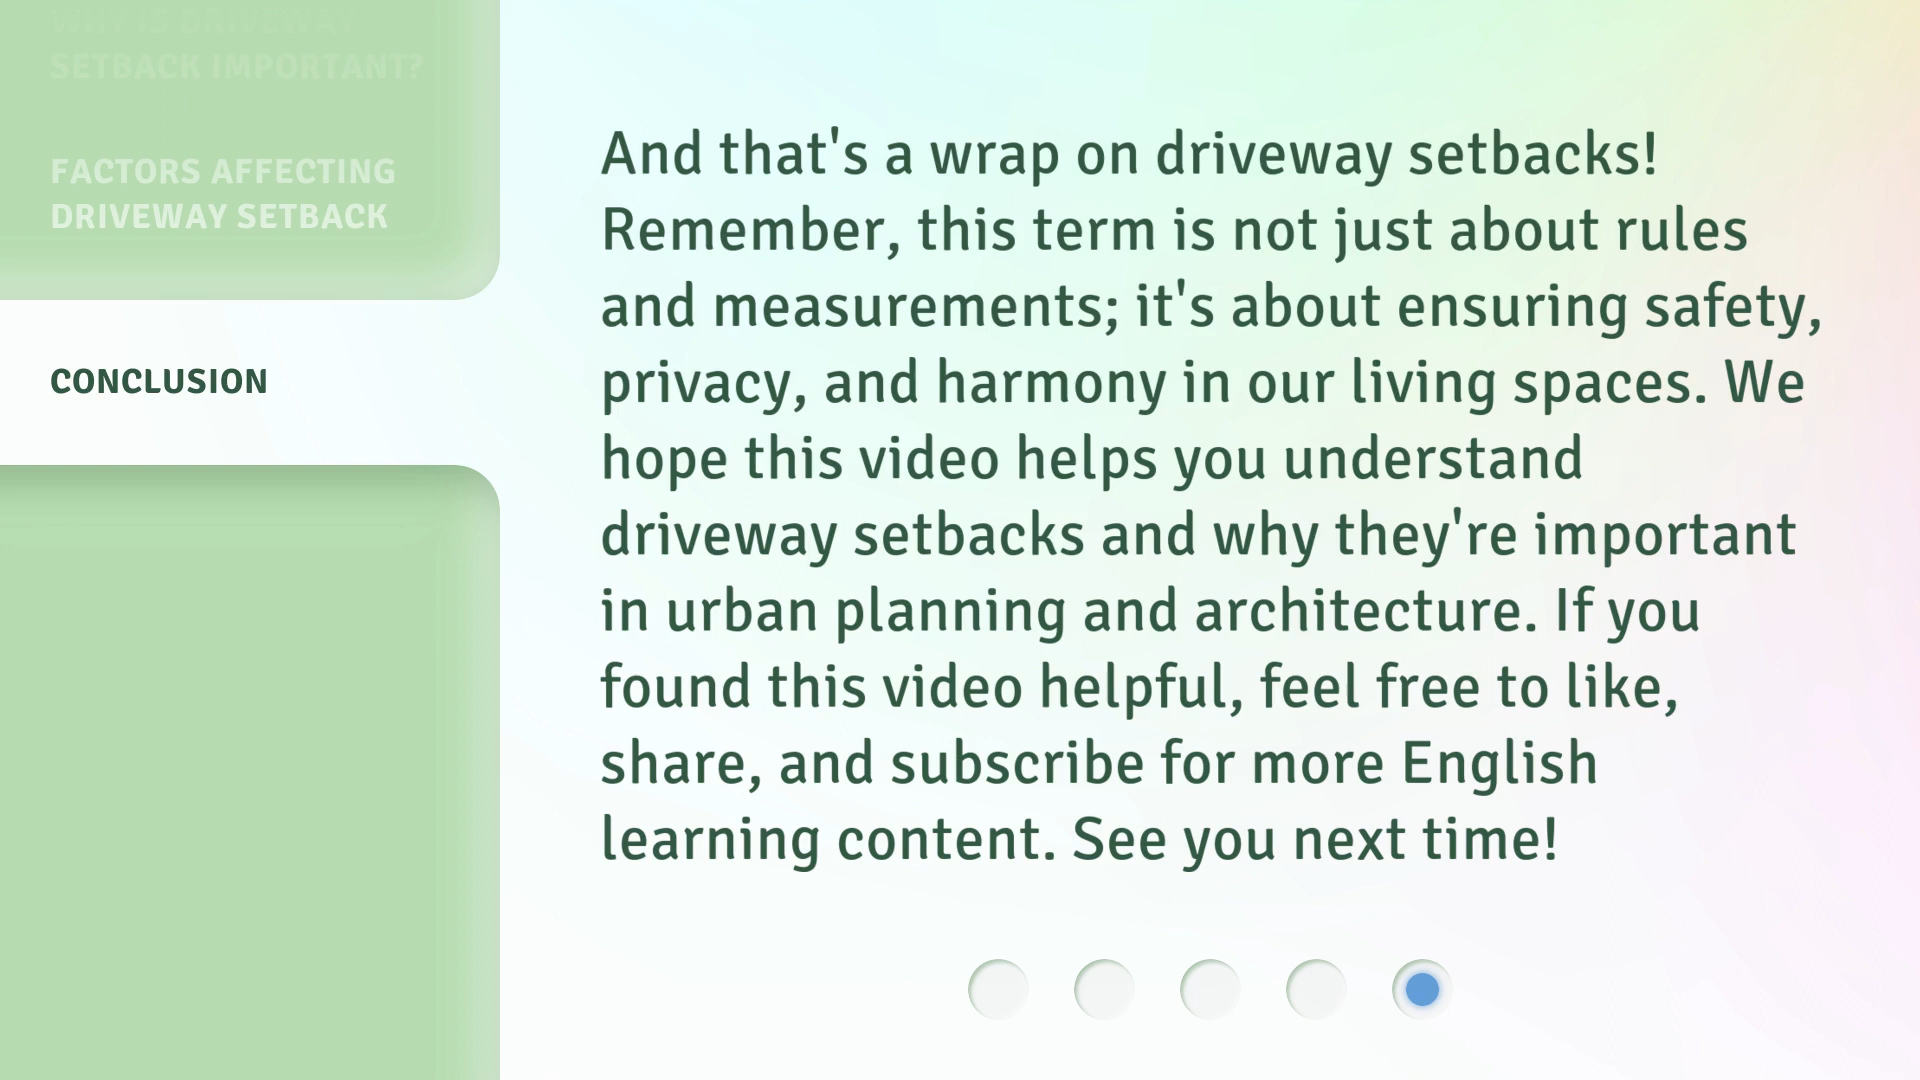 WHY IS DRIVEWAY
SETBACK IMPORTANT?
FACTORS AFFECTING
DRIVEWAY SETBACK
CONCLUSION
And that's a wrap on driveway setbacks!
Remember, this term is not just about rules
and measurements; it's about ensuring safety,
privacy, and harmony in our living spaces. We
hope this video helps you understand
driveway setbacks and why they're important
in urban planning and architecture. If you
found this video helpful, feel free to like,
share, and subscribe for more English
learning content. See you next time!